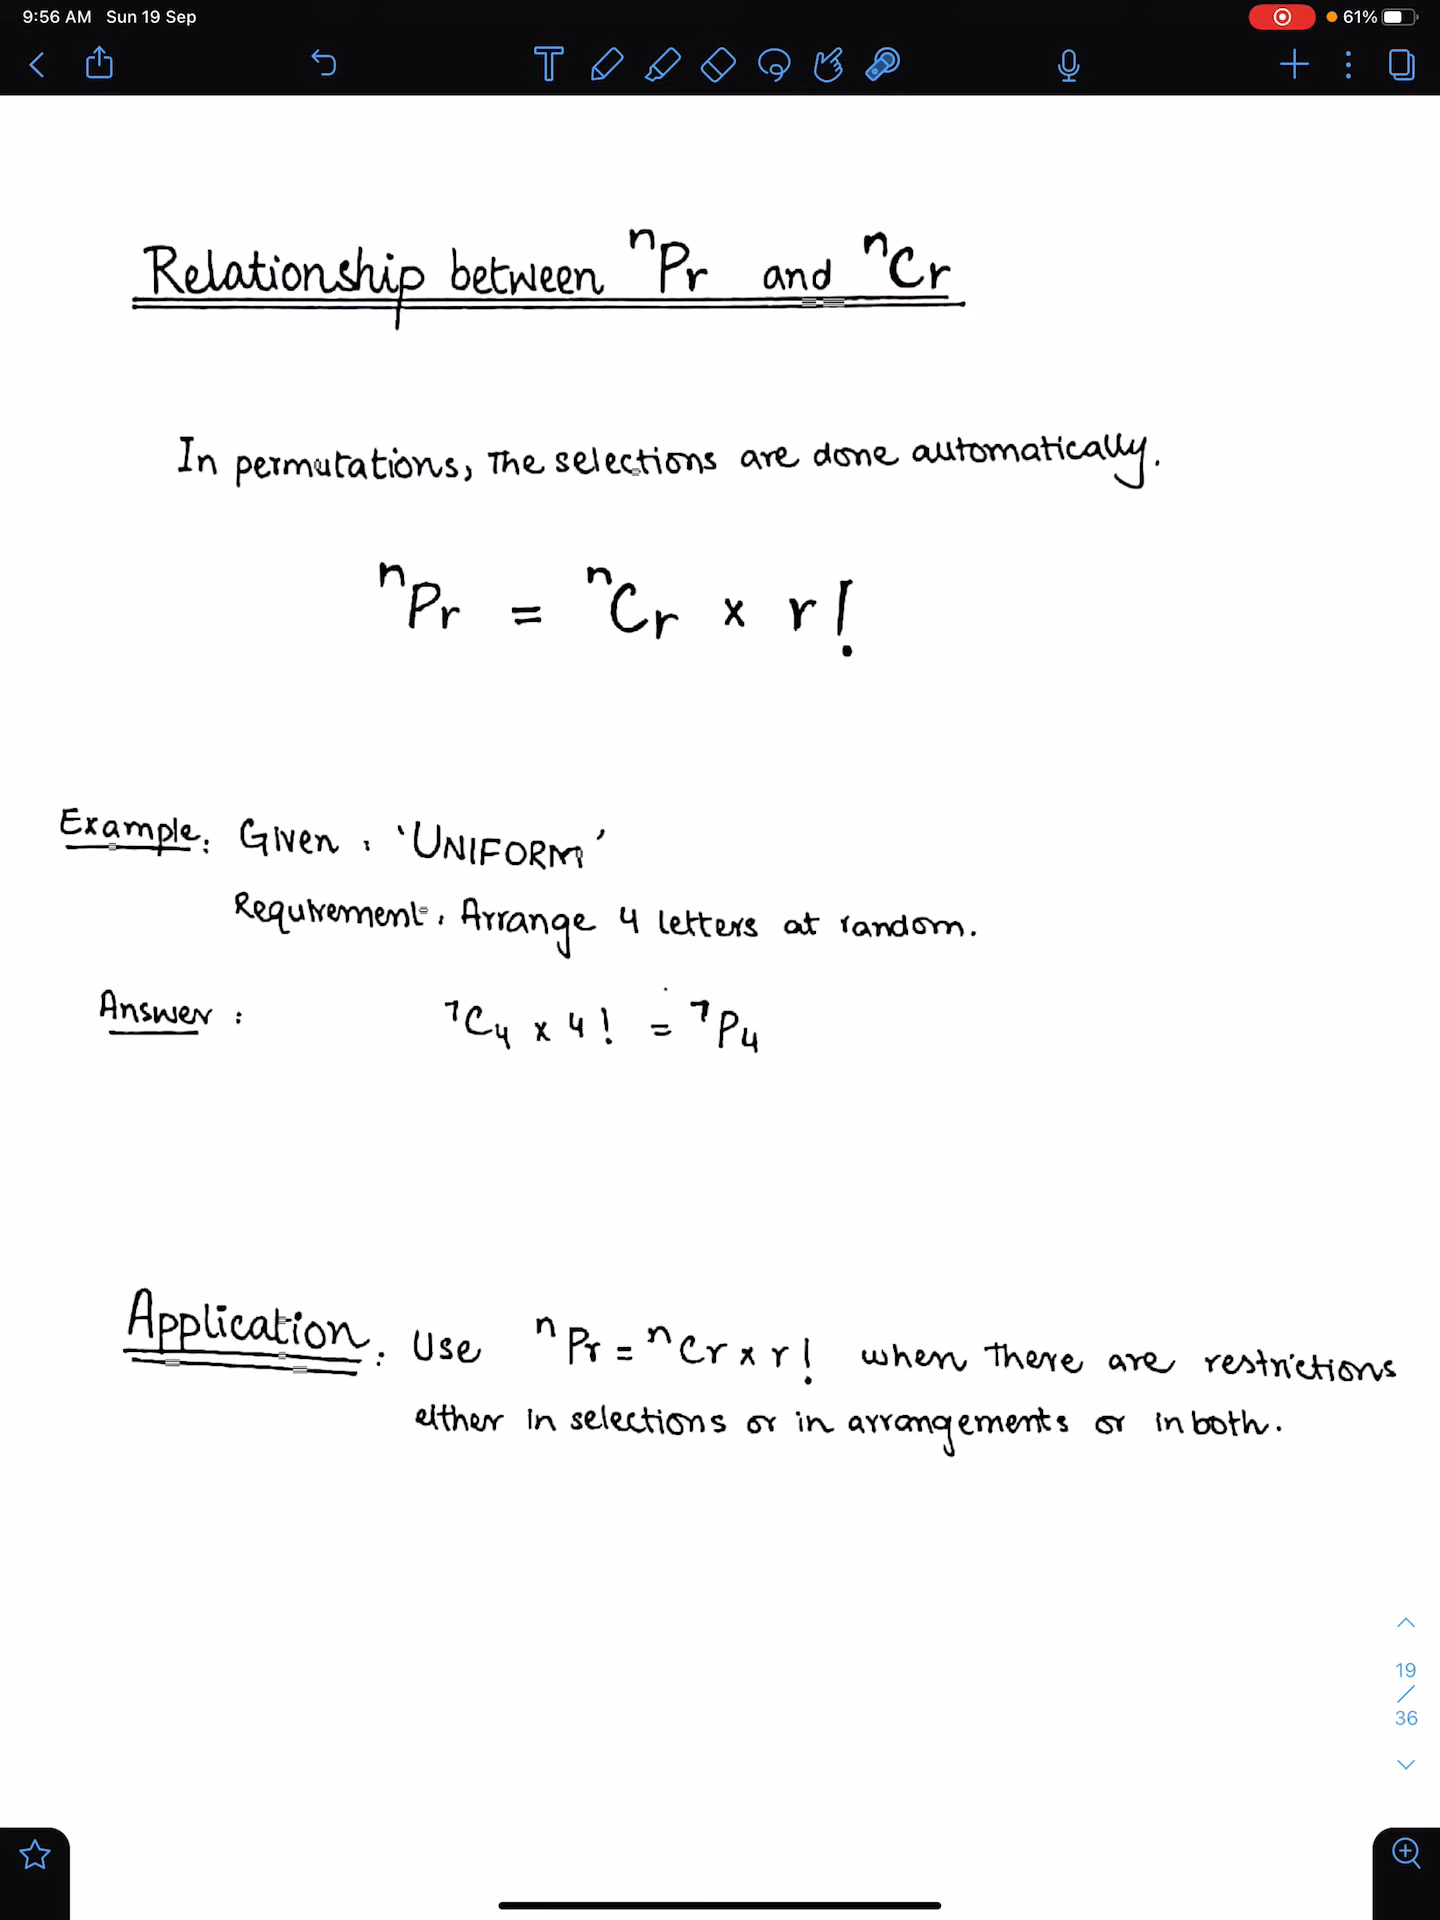 9:56 AM Sun 19 Sep 61%
Relationship between ⁿPr and ⁿCr
In permutations, the selections are done automatically.
ⁿPr = ⁿCr × r!
Example: Given: 'UNIFORM'
Requirement: Arrange 4 letters at random.
Answer: ⁷C₄ × 4! = ⁷P₄
Application: Use ⁿPr = ⁿCr × r! when there are restrictions
either in selections or in arrangements or in both.
19
/
36